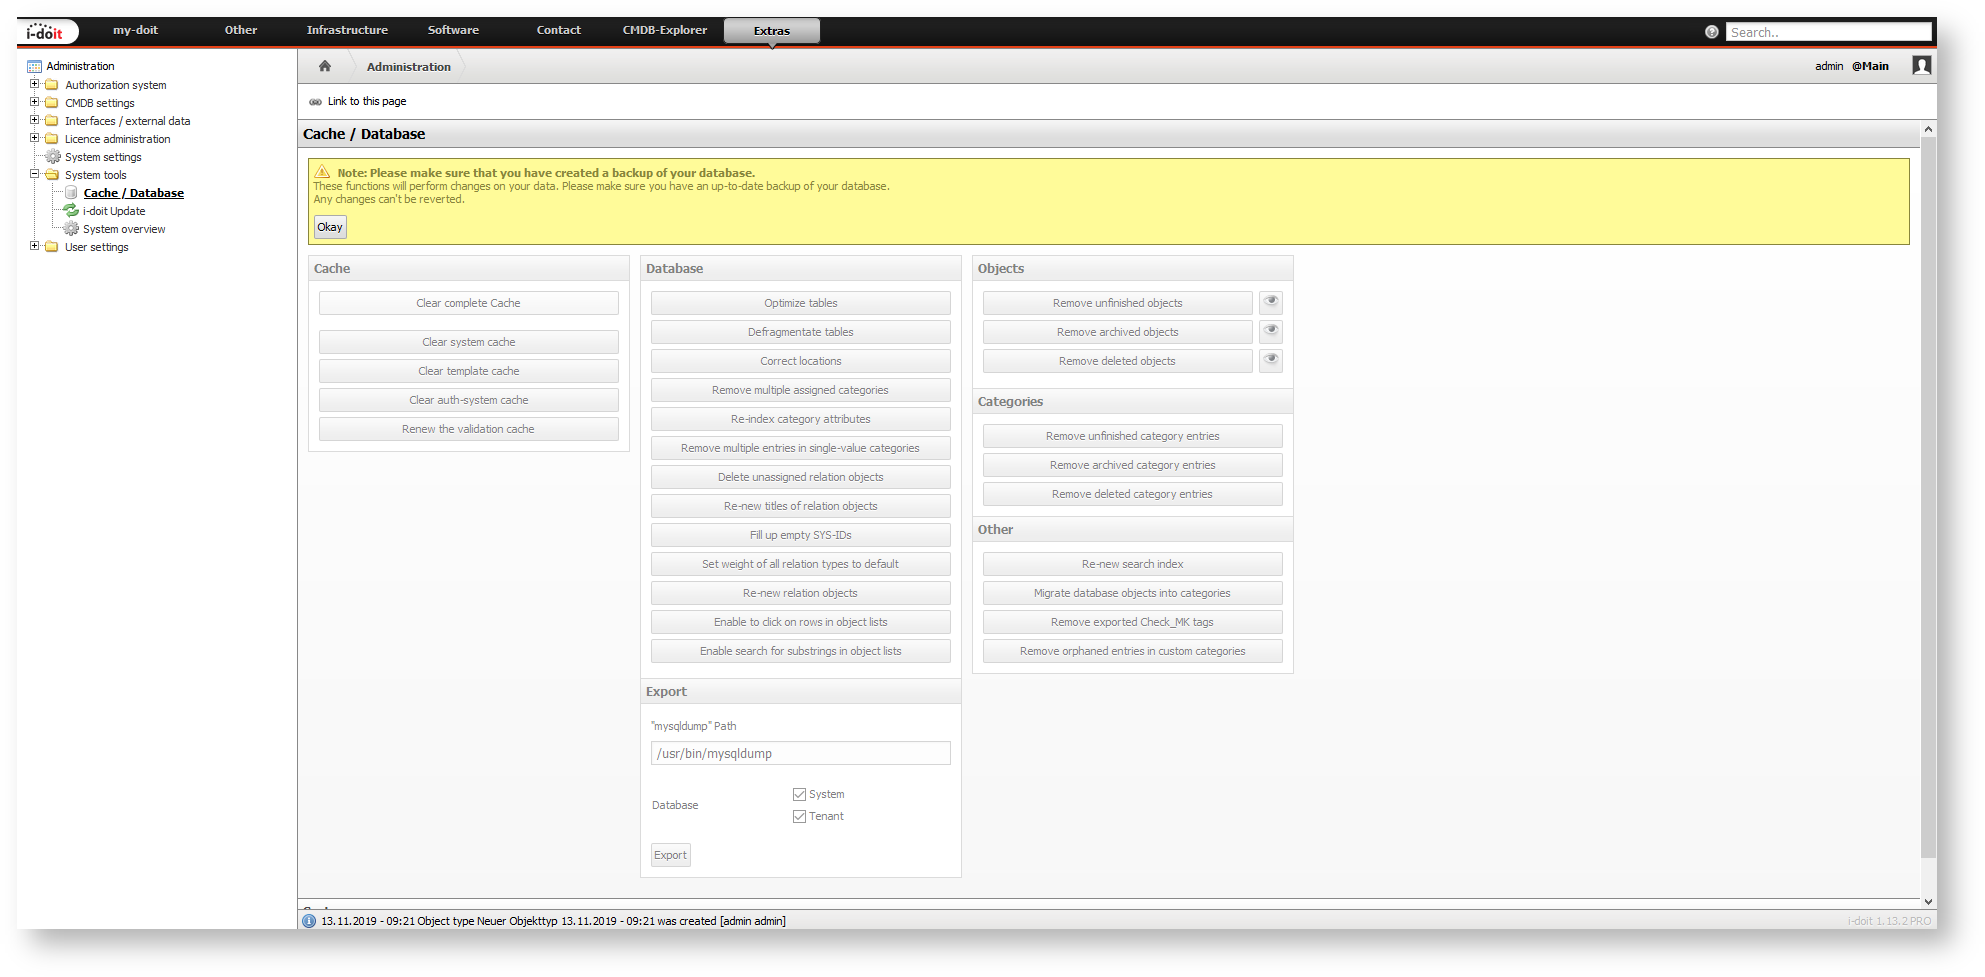 i-doit
my-doit
Other
Infrastructure
Software
Contact
CMDB-Explorer
Extras
Search..
Administration
Authorization system
CMDB settings
Interfaces / external data
Licence administration
System settings
System tools
Cache / Database
i-doit Update
System overview
User settings
Administration
admin @Main
Link to this page
Cache / Database
Note: Please make sure that you have created a backup of your database.
These functions will perform changes on your data. Please make sure you have an up-to-date backup of your database.
Any changes can't be reverted.
Okay
Cache
Clear complete Cache
Clear system cache
Clear template cache
Clear auth-system cache
Renew the validation cache
Database
Optimize tables
Defragmentate tables
Correct locations
Remove multiple assigned categories
Re-index category attributes
Remove multiple entries in single-value categories
Delete unassigned relation objects
Re-new titles of relation objects
Fill up empty SYS-IDs
Set weight of all relation types to default
Re-new relation objects
Enable to click on rows in object lists
Enable search for substrings in object lists
Export
"mysqldump" Path
/usr/bin/mysqldump
Database
System
Tenant
Export
Objects
Remove unfinished objects
Remove archived objects
Remove deleted objects
Categories
Remove unfinished category entries
Remove archived category entries
Remove deleted category entries
Other
Re-new search index
Migrate database objects into categories
Remove exported Check_MK tags
Remove orphaned entries in custom categories
13.11.2019 - 09:21 Object type Neuer Objekttyp 13.11.2019 - 09:21 was created [admin admin]
i-doit 1.13.2 PRO